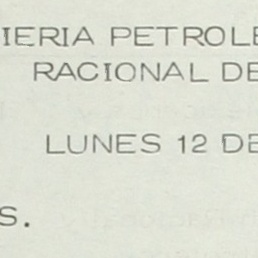 IERIA PETROLE
RACIONAL DE
LUNES 12 DE
S.